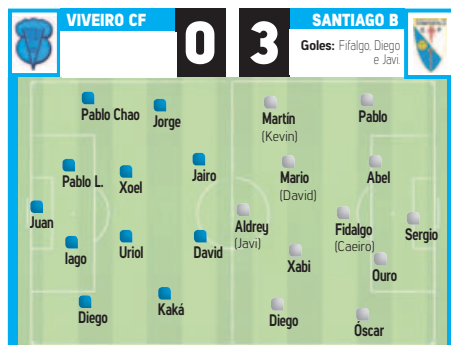 VIVEIRO CF
0
3
SANTIAGO B
Goles: Fifalgo, Diego
e Javi.
Pablo Chao
Jorge
Martín
(Kevin)
Pablo
Pablo L.
Xoel
Jairo
Mario
(David)
Abel
Juan
Aldrey
(Javi)
Fidalgo
(Caeiro)
Sergio
Iago
Uriol
David
Xabi
Ouro
Diego
Kaká
Diego
Óscar